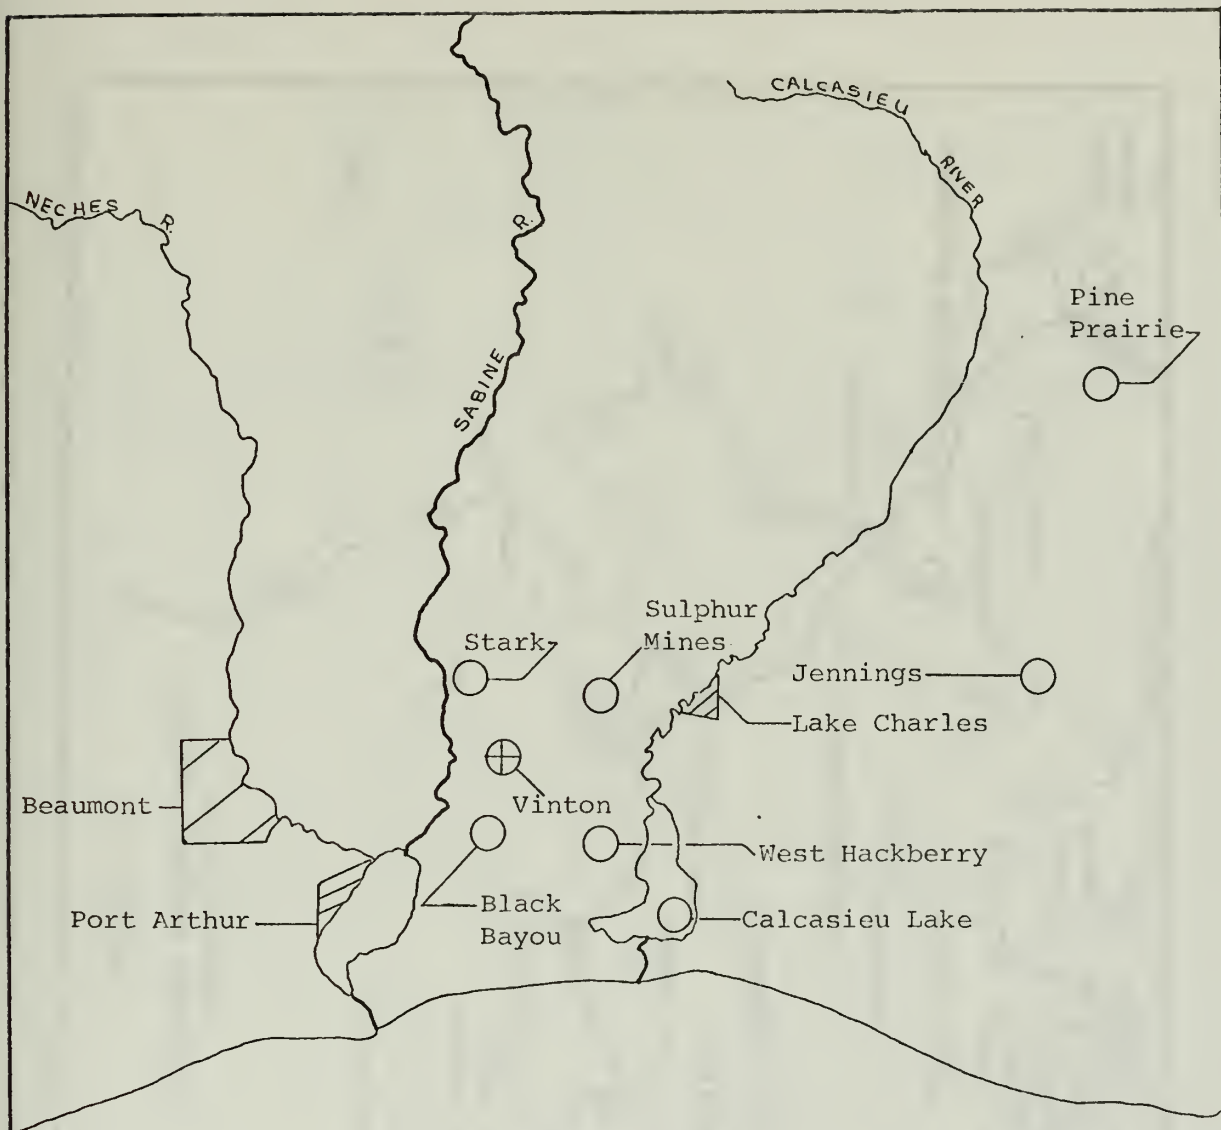 CALCASIEU
RIVER
NECHES R.
SABINE R.
Pine
Prairie
Sulphur
Mines
Stark
Jennings
Lake Charles
Beaumont
Vinton
West Hackberry
Port Arthur
Black
Bayou
Calcasieu Lake